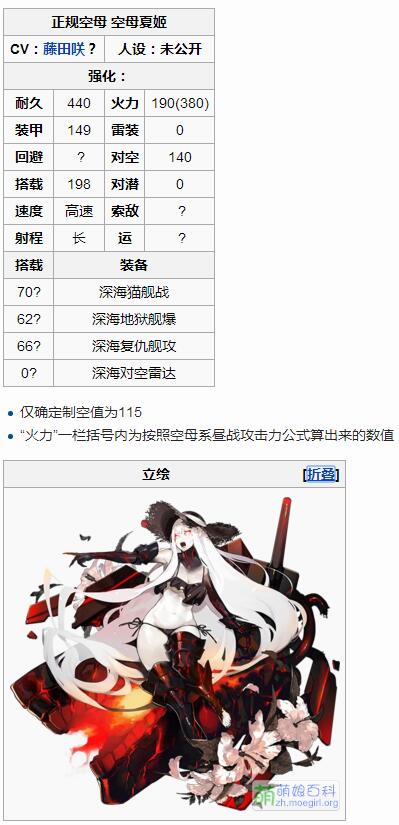 正规空母 空母夏姬
CV：藤田咲？ 人设：未公开
强化：
耐久 440 火力 190(380)
装甲 149 雷装 0
回避 ? 对空 140
搭载 198 对潜 0
速度 高速 索敌 ?
射程 长 运 ?
搭载 装备
70? 深海猫舰战
62? 深海地狱舰爆
66? 深海复仇舰攻
0? 深海对空雷达
仅确定制空值为115
“火力”一栏括号内为按照空母系昼战攻击力公式算出来的数值
立绘 [折叠]
萌 萌娘百科
zh.moegirl.org